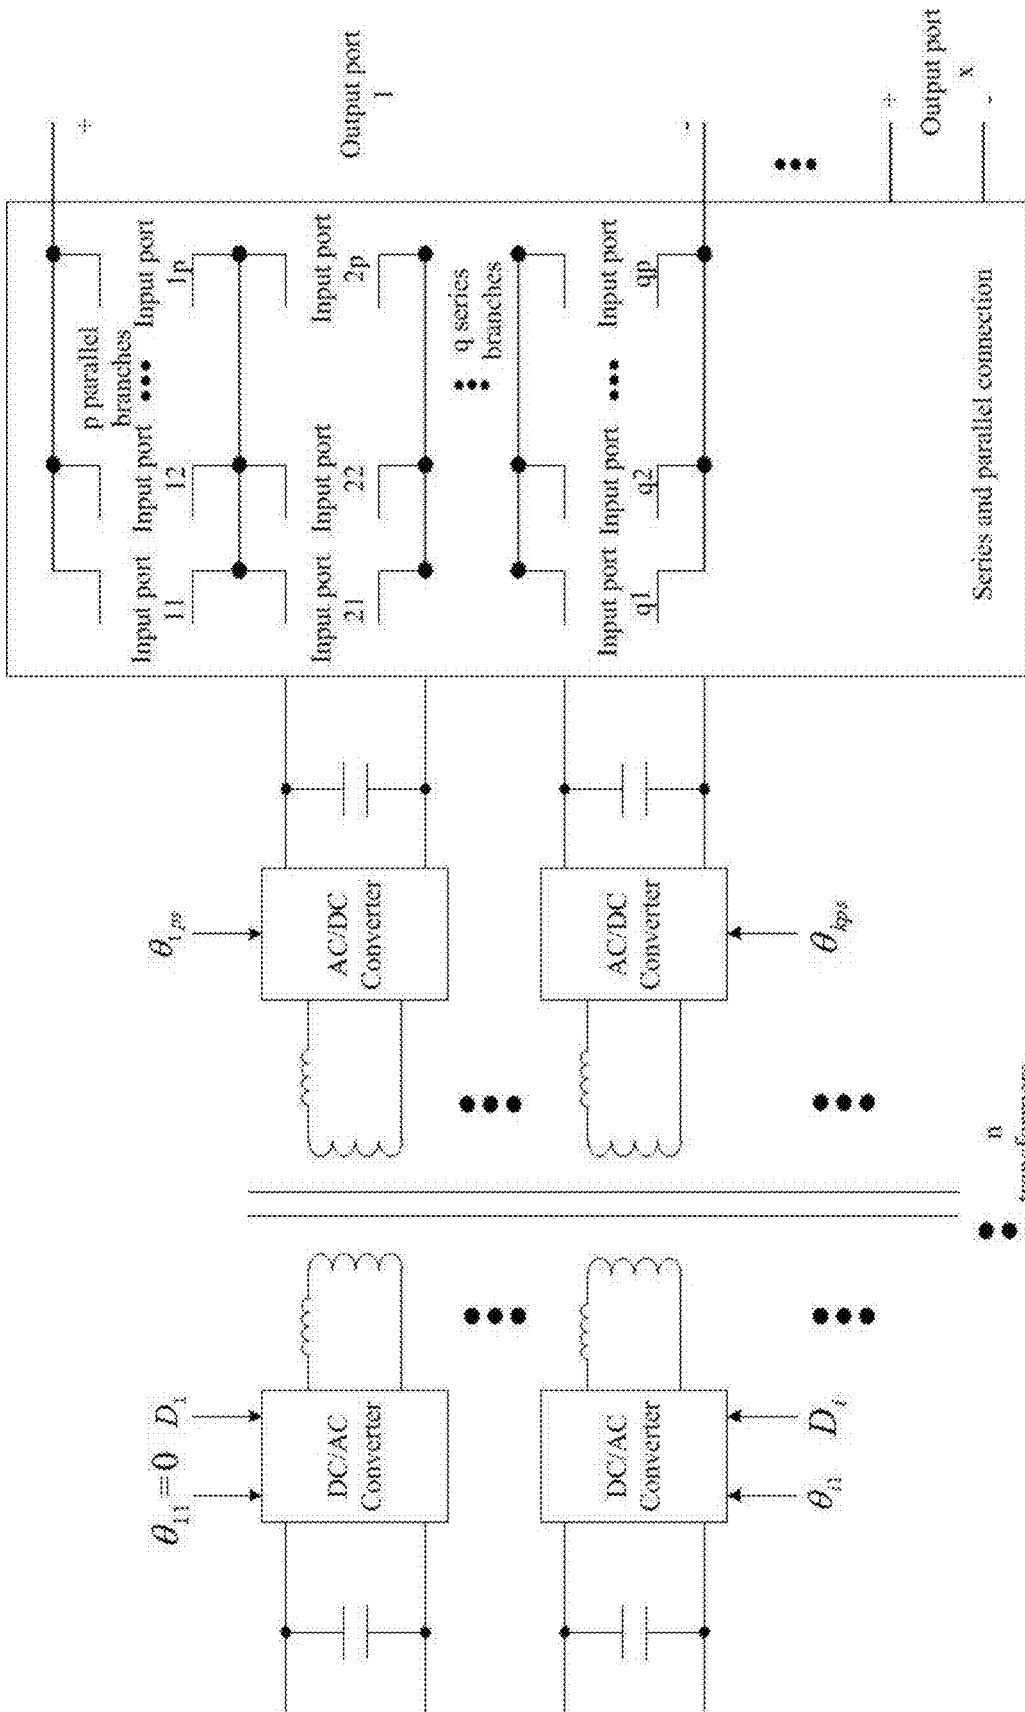 θ₁₁=0 D₁
DC/AC
Converter
DC/AC
Converter
θᵢ₁
Dᵢ
n
θ₁ₚₛ
AC/DC
Converter
AC/DC
Converter
θₖₚₛ
p parallel
branches
Input port
11
Input port
12
•••
Input port
1p
Input port
21
Input port
22
Input port
2p
q series
branches
Input port
q1
Input port
q2
•••
Input port
qp
Series and parallel connection
+
Output port
1
-
+
Output port
x
-